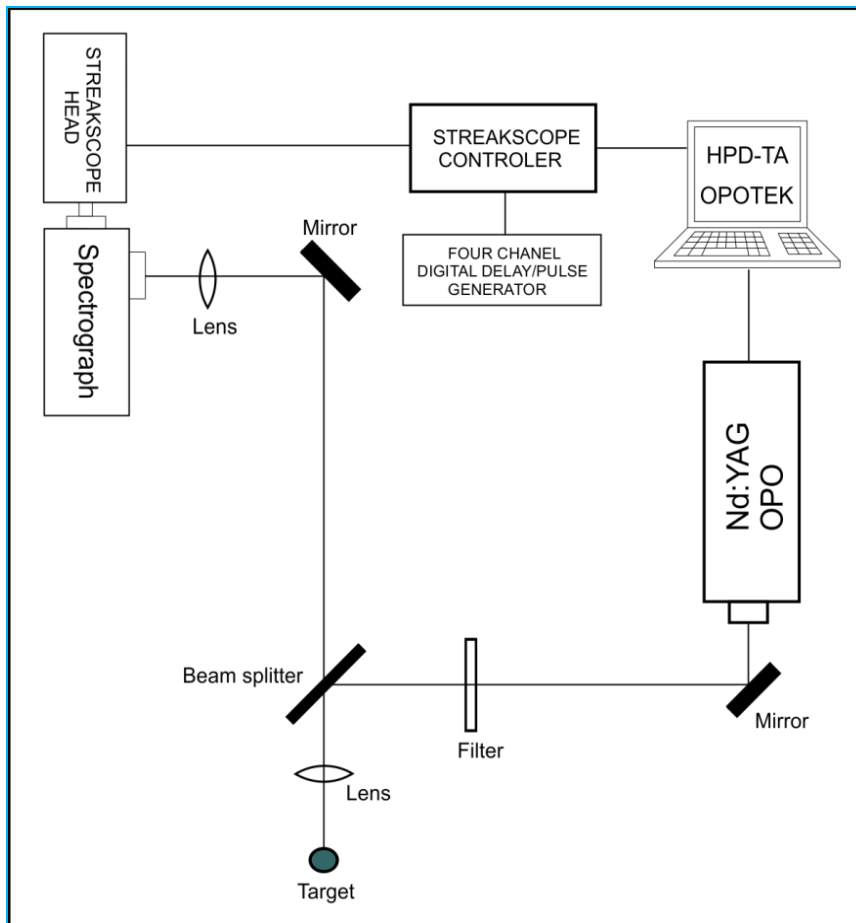 STREAKSCOPE
HEAD
STREAKSCOPE
CONTROLER
HPD-TA
OPOTEK
FOUR CHANEL
DIGITAL DELAY/PULSE
GENERATOR
Mirror
Spectrograph
Lens
Nd:YAG
OPO
Beam splitter
Filter
Mirror
Lens
Target